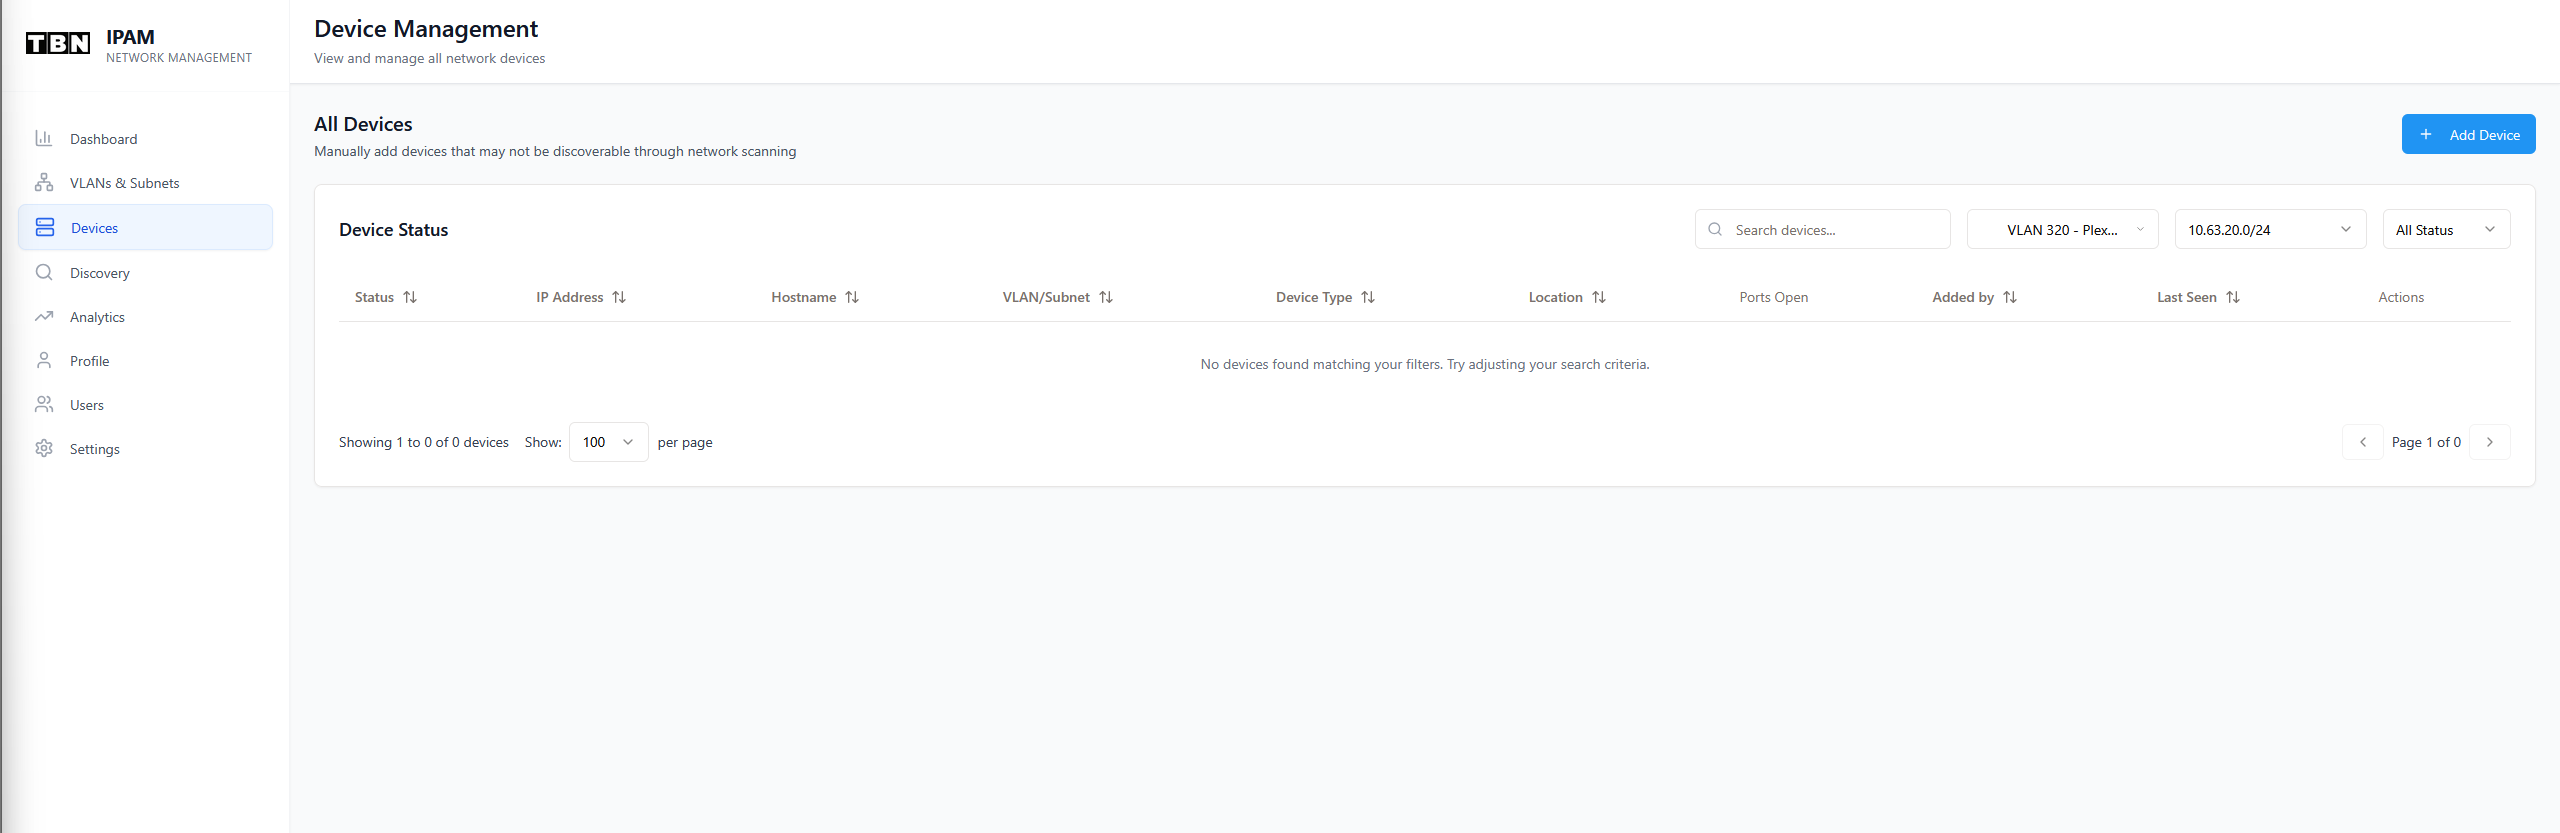 TBN
IPAM
NETWORK MANAGEMENT
Dashboard
VLANs & Subnets
Devices
Discovery
Analytics
Profile
Users
Settings
Device Management
View and manage all network devices
All Devices
Manually add devices that may not be discoverable through network scanning
Add Device
Device Status
Search devices...
VLAN 320 - Plex...
10.63.20.0/24
All Status
Status IP Address Hostname VLAN/Subnet Device Type Location Ports Open Added by Last Seen Actions
No devices found matching your filters. Try adjusting your search criteria.
Showing 1 to 0 of 0 devices Show: 100 per page
Page 1 of 0